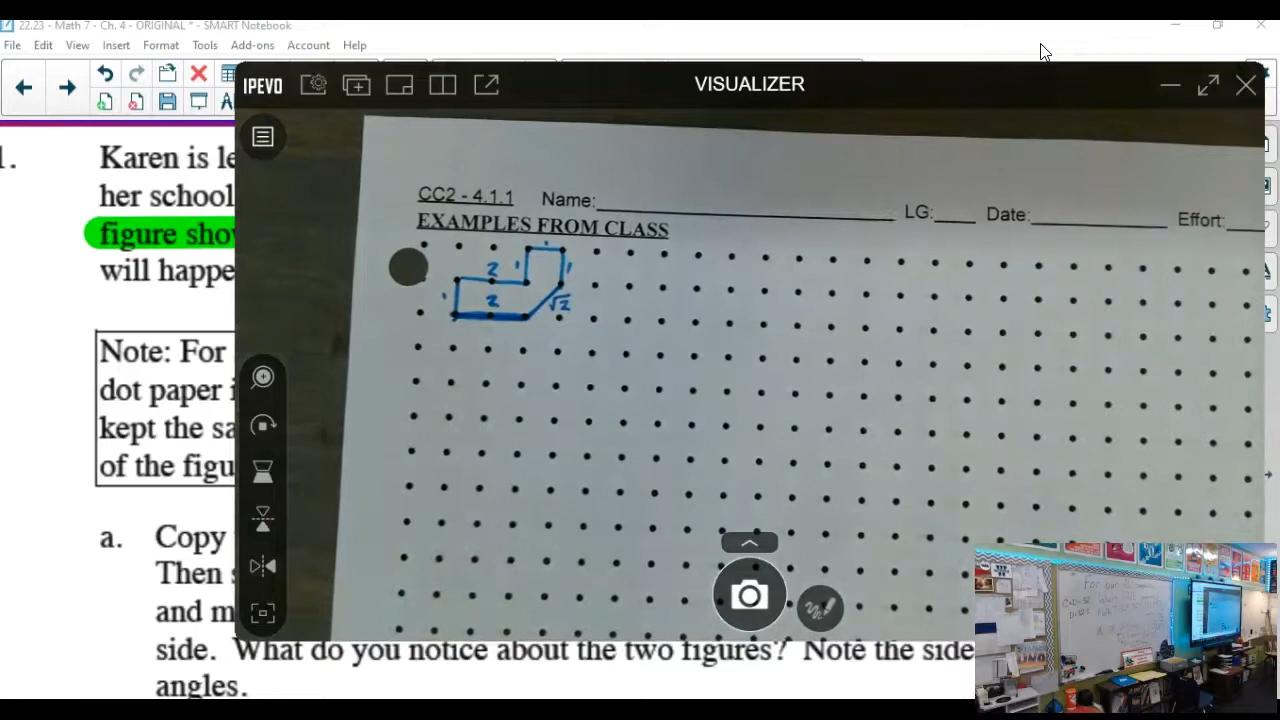 22.23 - Math 7 - Ch. 4 - ORIGINAL * - SMART Notebook
File Edit View Insert Format Tools Add-ons Account Help
IPEVO VISUALIZER
1. Karen is le
her school
figure show
will happe
Note: For
dot paper i
kept the sa
of the figu
a. Copy
Then s
and m
side. What do you notice about the two figures? Note the side
angles.
CC2 - 4.1.1 Name: LG: Date: Effort:
EXAMPLES FROM CLASS
2 1 1
1 2 √2
For our